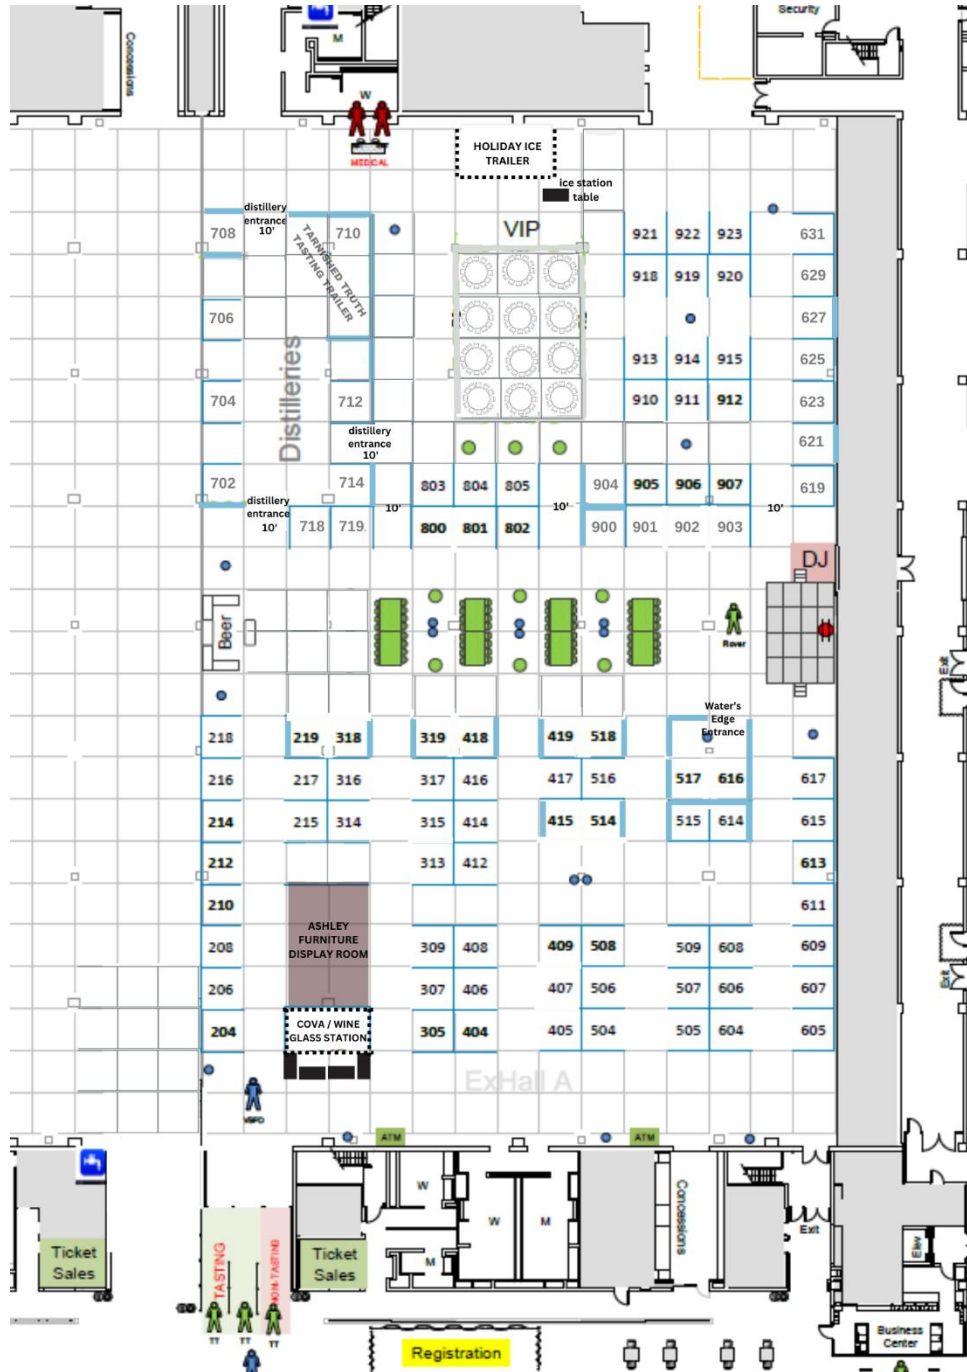 Security
Concessions
M
W
MEDICAL
HOLIDAY ICE
TRAILER
ice station
table
distillery
entrance
10'
708
TARNISHED TRUTH
TASTING TRAILER
710
VIP
921 922 923
631
918 919 920
629
706
627
Distilleries
913 914 915
625
704
712
910 911 912
623
distillery
entrance
10'
621
702
714
803 804 805
904 905 906 907
619
distillery
entrance
10'
10'
10'
10'
718 719
800 801 802
900 901 902 903
DJ
Beer
Rover
Exit
Water's
Edge
Entrance
218 219 318 319 418 419 518
216 217 316 317 416 417 516 517 616 617
214 215 314 315 414 415 514 515 614 615
212 313 412 613
210 611
ASHLEY
FURNITURE
DISPLAY ROOM
208 309 408 409 508 509 608 609
206 307 406 407 506 507 606 607
Exit
COVA / WINE
GLASS STATION
204 305 404 405 504 505 604 605
ExHall A
VBPD
ATM
ATM
W
W
M
M
Concessions
Exit
Elev
Ticket
Sales
TASTING
NON-TASTING
Ticket
Sales
TT
TT
TT
Registration
Business
Center